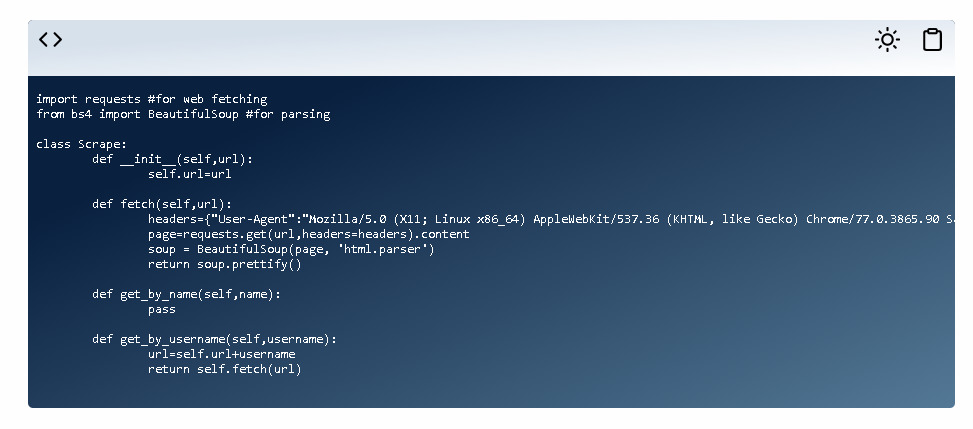 import requests #for web fetching
from bs4 import BeautifulSoup #for parsing
class Scrape:
def __init__(self,url):
self.url=url
def fetch(self,url):
headers={"User-Agent":"Mozilla/5.0 (X11; Linux x86_64) AppleWebKit/537.36 (KHTML, like Gecko) Chrome/77.0.3865.90
page=requests.get(url,headers=headers).content
soup = BeautifulSoup(page, 'html.parser')
return soup.prettify()
def get_by_name(self,name):
pass
def get_by_username(self,username):
url=self.url+username
return self.fetch(url)